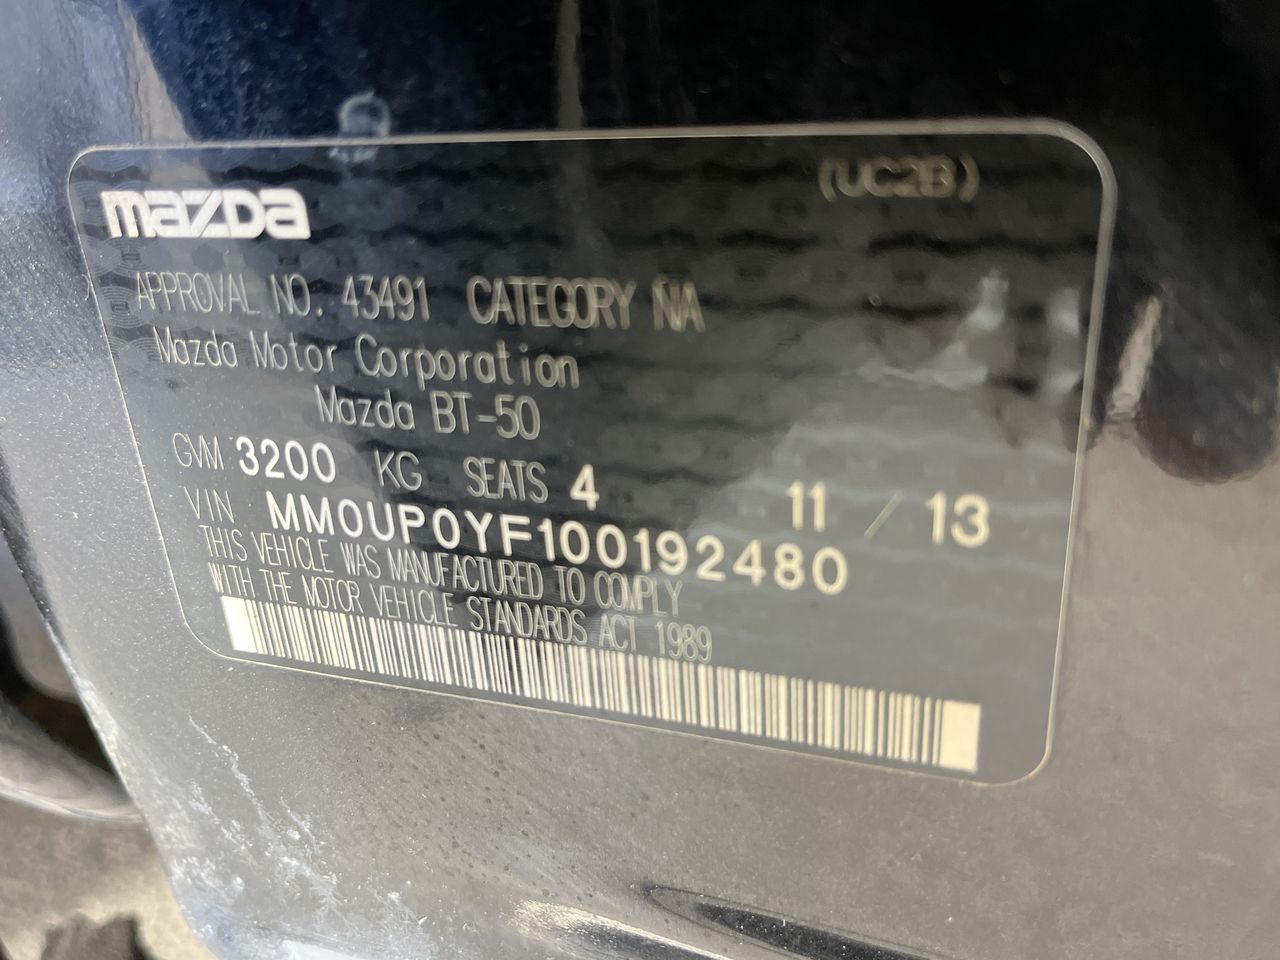 mazda (UC2B)
APPROVAL NO. 43491 CATEGORY NA
Mazda Motor Corporation
Mazda BT-50
GVM 3200 KG SEATS 4 11 / 13
VIN MM0UP0YF100192480
THIS VEHICLE WAS MANUFACTURED TO COMPLY
WITH THE MOTOR VEHICLE STANDARDS ACT 1989